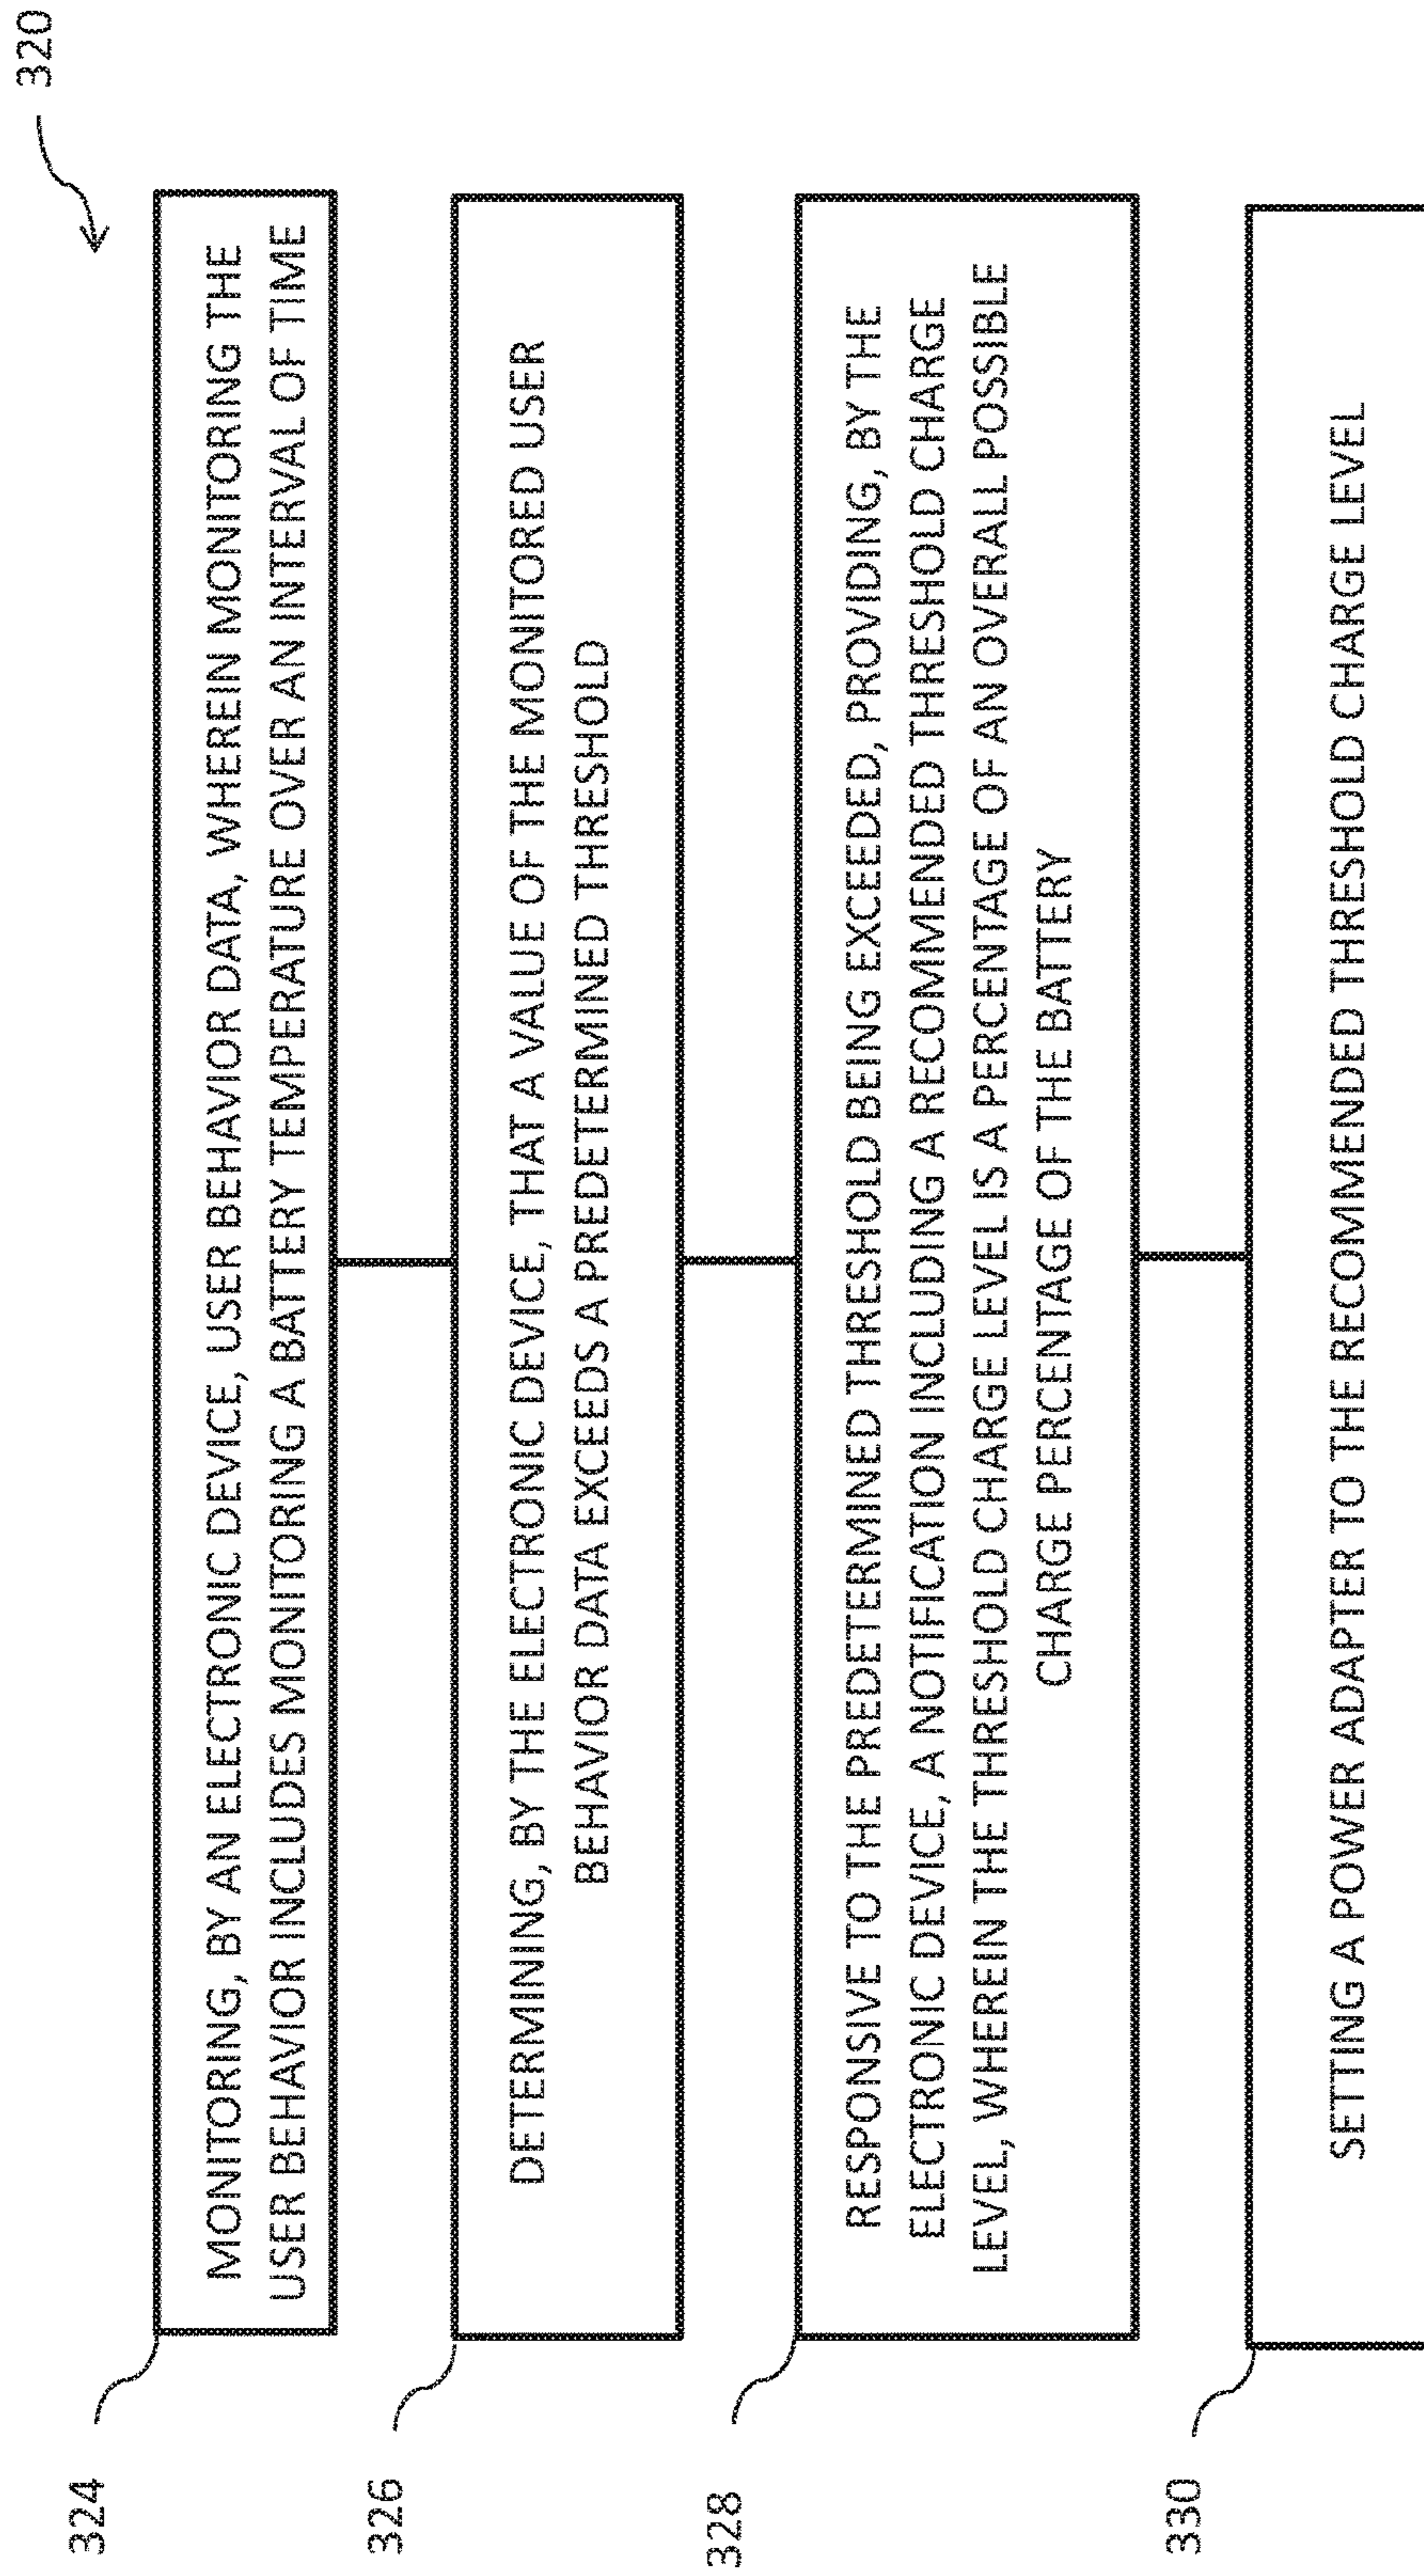 320
324
MONITORING, BY AN ELECTRONIC DEVICE, USER BEHAVIOR DATA, WHEREIN MONITORING THE
USER BEHAVIOR INCLUDES MONITORING A BATTERY TEMPERATURE OVER AN INTERVAL OF TIME
326
DETERMINING, BY THE ELECTRONIC DEVICE, THAT A VALUE OF THE MONITORED USER
BEHAVIOR DATA EXCEEDS A PREDETERMINED THRESHOLD
328
RESPONSIVE TO THE PREDETERMINED THRESHOLD BEING EXCEEDED, PROVIDING, BY THE
ELECTRONIC DEVICE, A NOTIFICATION INCLUDING A RECOMMENDED THRESHOLD CHARGE
LEVEL, WHEREIN THE THRESHOLD CHARGE LEVEL IS A PERCENTAGE OF AN OVERALL POSSIBLE
CHARGE PERCENTAGE OF THE BATTERY
330
SETTING A POWER ADAPTER TO THE RECOMMENDED THRESHOLD CHARGE LEVEL